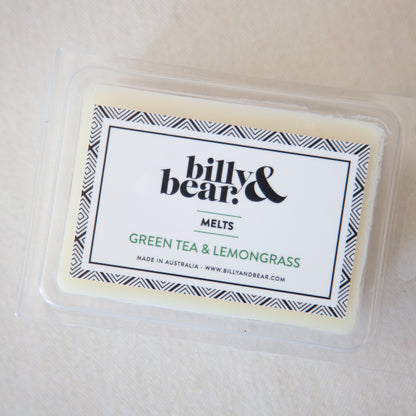 billy &
bear.
MELTS
GREEN TEA & LEMONGRASS
MADE IN AUSTRALIA - WWW.BILLYANDBEAR.COM